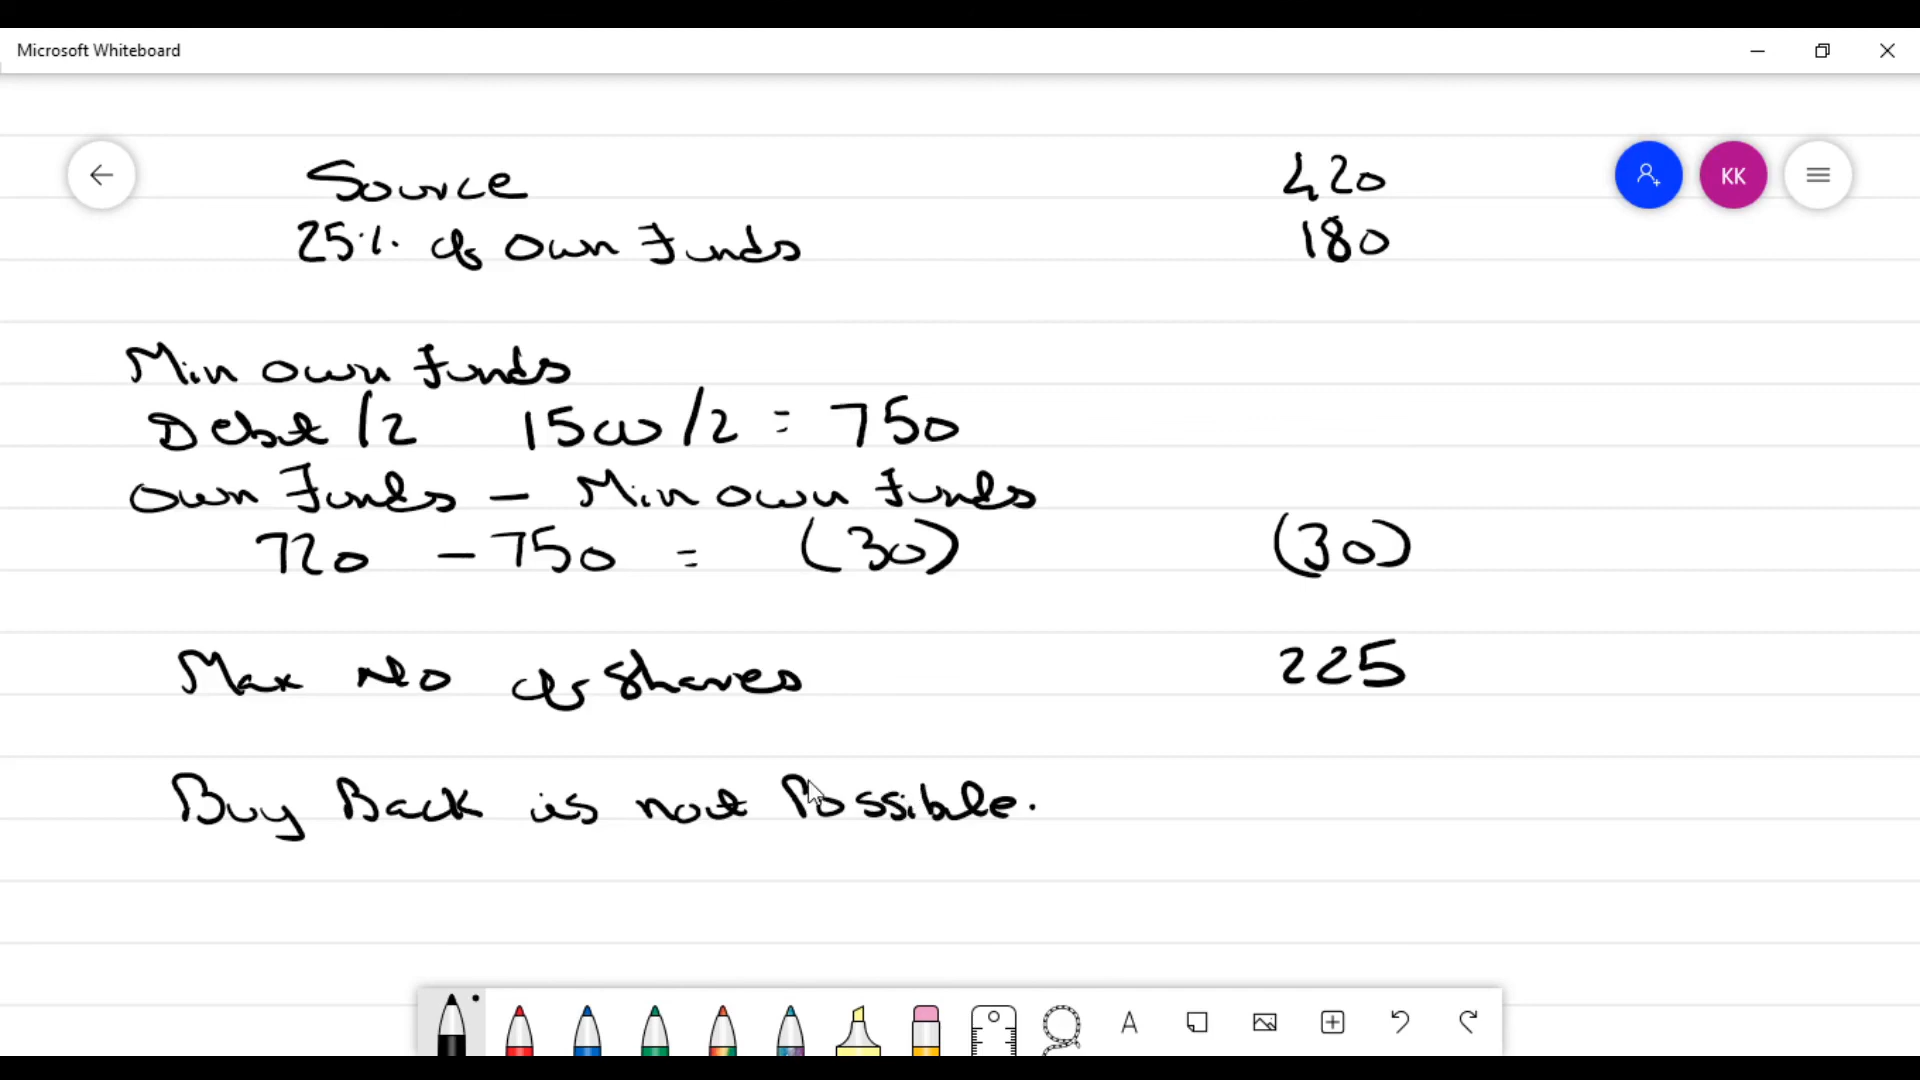 Microsoft Whiteboard
KK
Source 420
25% of Own Funds 180
Min own funds
Debt /2 1500 /2 = 750
Own Funds - Min own funds
720 - 750 = (30) (30)
Max No of Shares 225
Buy Back is not Possible.
A